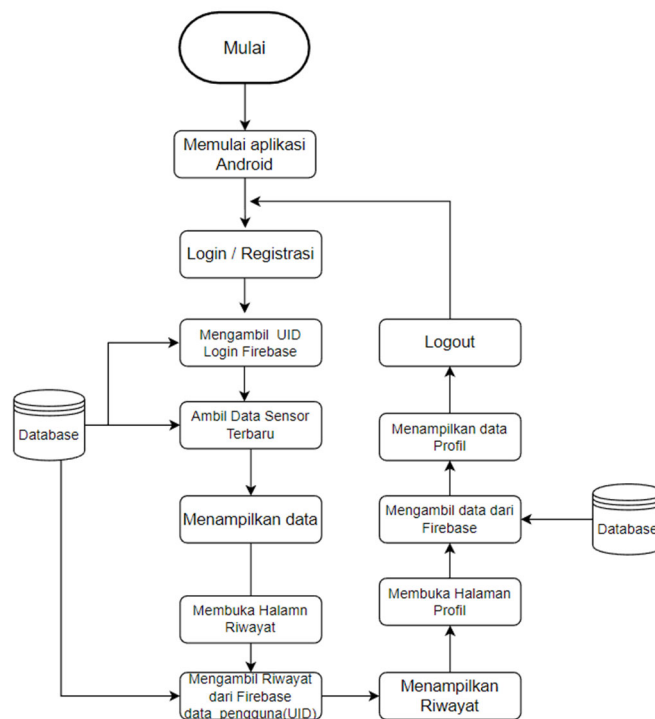 Mulai
Memulai aplikasi
Android
Login / Registrasi
Mengambil UID
Login Firebase
Logout
Database
Ambil Data Sensor
Terbaru
Menampilkan data
Profil
Menampilkan data
Mengambil data dari
Firebase
Database
Membuka Halamn
Riwayat
Membuka Halaman
Profil
Mengambil Riwayat
dari Firebase
data_pengguna(UID)
Menampilkan
Riwayat